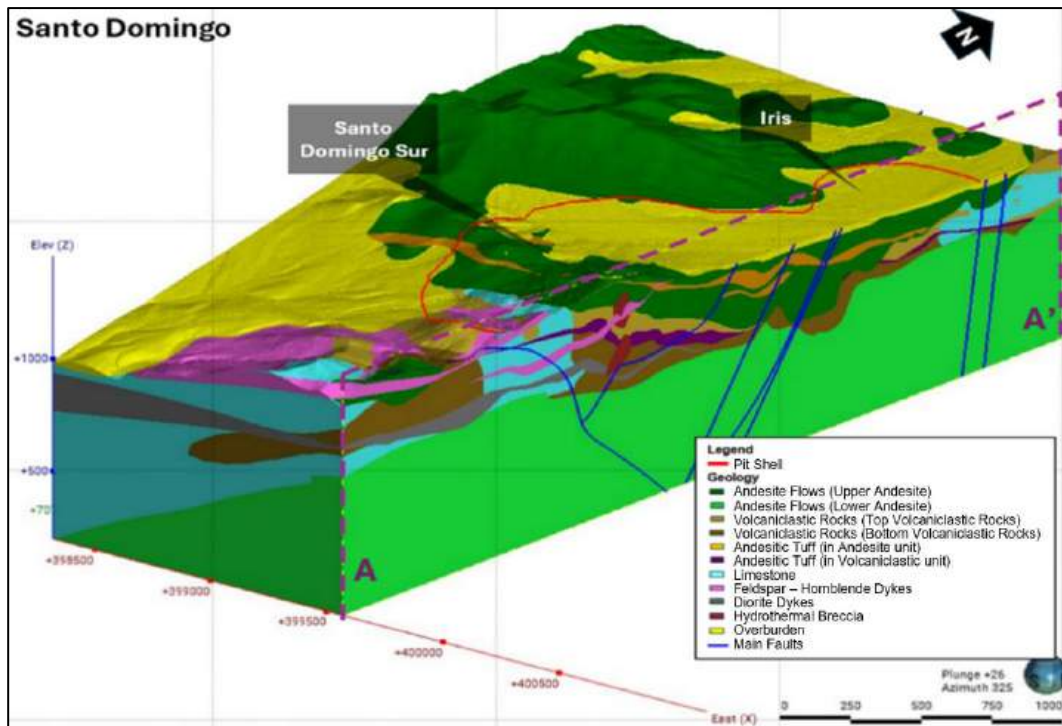 Santo Domingo
N
Santo
Domingo Sur
Iris
Elev (Z)
+1000
+500
+398500
+399000
+399500
+400000
+400500
East (X)
A
A'
Legend
Pit Shell
Geology
Andesite Flows (Upper Andesite)
Andesite Flows (Lower Andesite)
Volcaniclastic Rocks (Top Volcaniclastic Rocks)
Volcaniclastic Rocks (Bottom Volcaniclastic Rocks)
Andesitic Tuff (in Andesite unit)
Andesitic Tuff (in Volcaniclastic unit)
Limestone
Feldspar – Hornblende Dykes
Diorite Dykes
Hydrothermal Breccia
Overburden
Main Faults
Plunge +26
Azimuth 325
0 250 500 750 1000